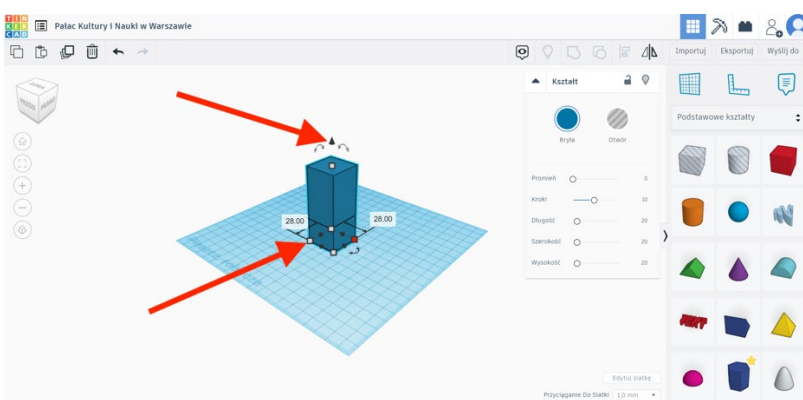 TIN
KER
CAD
Pałac Kultury i Nauki w Warszawie
Importuj Eksportuj Wyślij do
Kształt
Bryła Otwór
Promień 0
Kroki 10
Długość 20
Szerokość 20
Wysokość 20
Podstawowe kształty
28.00 28.00
Edytuj siatkę
Przyciąganie Do Siatki 1,0 mm